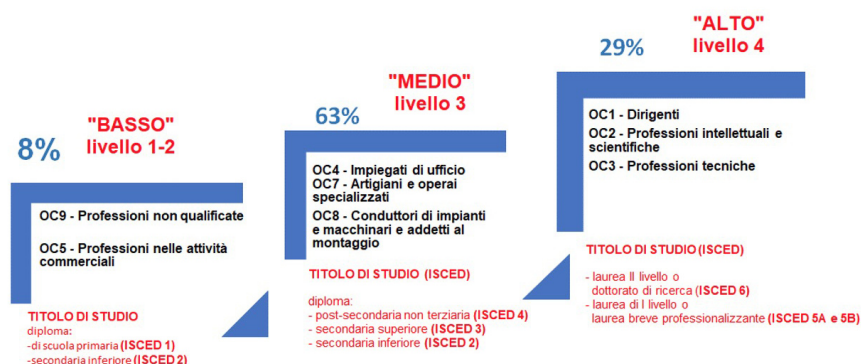 8%
"BASSO"
livello 1-2
OC9 - Professioni non qualificate
OC5 - Professioni nelle attività
commerciali
TITOLO DI STUDIO
diploma:
-di scuola primaria (ISCED 1)
-secondaria inferiore (ISCED 2)
63%
"MEDIO"
livello 3
OC4 - Impiegati di ufficio
OC7 - Artigiani e operai
specializzati
OC8 - Conduttori di impianti
e macchinari e addetti al
montaggio
TITOLO DI STUDIO (ISCED)
diploma:
- post-secondaria non terziaria (ISCED 4)
- secondaria superiore (ISCED 3)
- secondaria inferiore (ISCED 2)
29%
"ALTO"
livello 4
OC1 - Dirigenti
OC2 - Professioni intellettuali e
scientifiche
OC3 - Professioni tecniche
TITOLO DI STUDIO (ISCED)
- laurea II livello o
dottorato di ricerca (ISCED 6)
- laurea di I livello o
laurea breve professionalizzante (ISCED 5A e 5B)